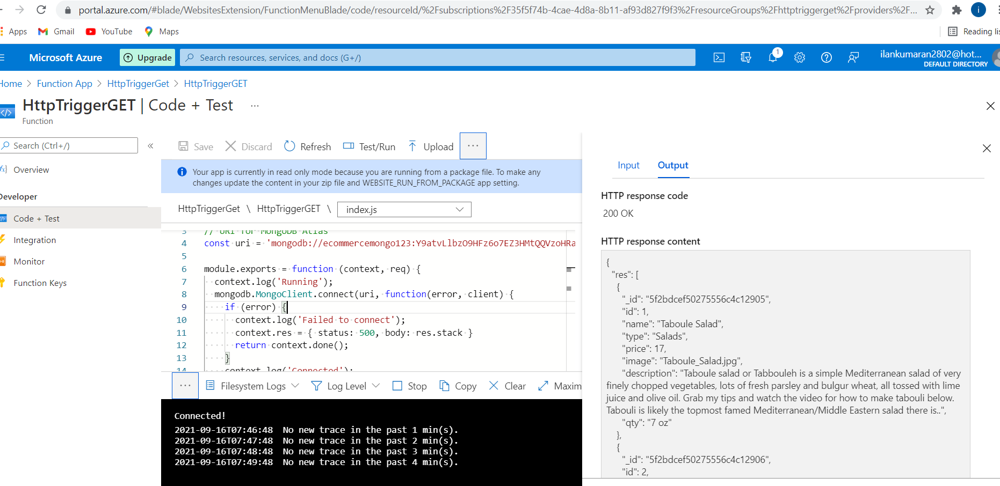 portal.azure.com/#blade/WebsitesExtension/FunctionMenuBlade/code/resourceId/%2Fsubscriptions%2F35f5f74b-4cae-4d8a-8b11-af93d827f9f3%2FresourceGroups%2Fhttptriggerget%2Fproviders%2F...
i
Apps Gmail YouTube Maps Reading lis
Microsoft Azure Upgrade Search resources, services, and docs (G+/) 1 ilankumaran2802@hot...
DEFAULT DIRECTORY
Home > Function App > HttpTriggerGet > HttpTriggerGET
HttpTriggerGET | Code + Test ...
Function
Search (Ctrl+/) «
Overview
Developer
Code + Test
Integration
Monitor
Function Keys
Save Discard Refresh Test/Run Upload ...
Your app is currently in read only mode because you are running from a package file. To make any
changes update the content in your zip file and WEBSITE_RUN_FROM_PACKAGE app setting.
HttpTriggerGet \ HttpTriggerGET \ index.js
3 // URI for MongoDB Atlas
4 const uri = 'mongodb://ecommercemongo123:Y9atvLlbzO9HFz6o7EZ3HMtQQVzoHRa
5
6 module.exports = function (context, req) {
7 context.log('Running');
8 mongodb.MongoClient.connect(uri, function(error, client) {
9 if (error) {
10 context.log('Failed to connect');
11 context.res = { status: 500, body: res.stack }
12 return context.done();
13 }
14 context.log('Connected');
... Filesystem Logs Log Level Stop Copy Clear Maxim
Connected!
2021-09-16T07:46:48 No new trace in the past 1 min(s).
2021-09-16T07:47:48 No new trace in the past 2 min(s).
2021-09-16T07:48:48 No new trace in the past 3 min(s).
2021-09-16T07:49:48 No new trace in the past 4 min(s).
Input Output
HTTP response code
200 OK
HTTP response content
{
"res": [
{
"_id": "5f2bdcef50275556c4c12905",
"id": 1,
"name": "Taboule Salad",
"type": "Salads",
"price": 17,
"image": "Taboule_Salad.jpg",
"description": "Taboule salad or Tabbouleh is a simple Mediterranean salad of very
finely chopped vegetables, lots of fresh parsley and bulgur wheat, all tossed with lime
juice and olive oil. Grab my tips and watch the video for how to make tabouli below.
Tabouli is likely the topmost famed Mediterranean/Middle Eastern salad there is..",
"qty": "7 oz"
},
{
"_id": "5f2bdcef50275556c4c12906",
"id": 2,